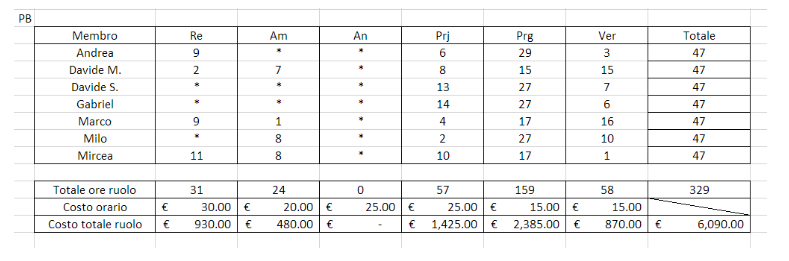 PB
Membro Re Am An Prj Prg Ver Totale
Andrea 9 * * 6 29 3 47
Davide M. 2 7 * 8 15 15 47
Davide S. * * * 13 27 7 47
Gabriel * * * 14 27 6 47
Marco 9 1 * 4 17 16 47
Milo * 8 * 2 27 10 47
Mircea 11 8 * 10 17 1 47
Totale ore ruolo 31 24 0 57 159 58 329
Costo orario € 30.00 € 20.00 € 25.00 € 25.00 € 15.00 € 15.00
Costo totale ruolo € 930.00 € 480.00 € - € 1,425.00 € 2,385.00 € 870.00 € 6,090.00